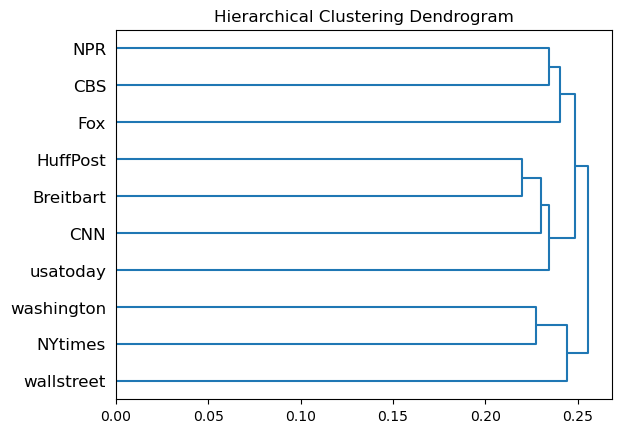 Hierarchical Clustering Dendrogram
NPR
CBS
Fox
HuffPost
Breitbart
CNN
usatoday
washington
NYtimes
wallstreet
0.00 0.05 0.10 0.15 0.20 0.25